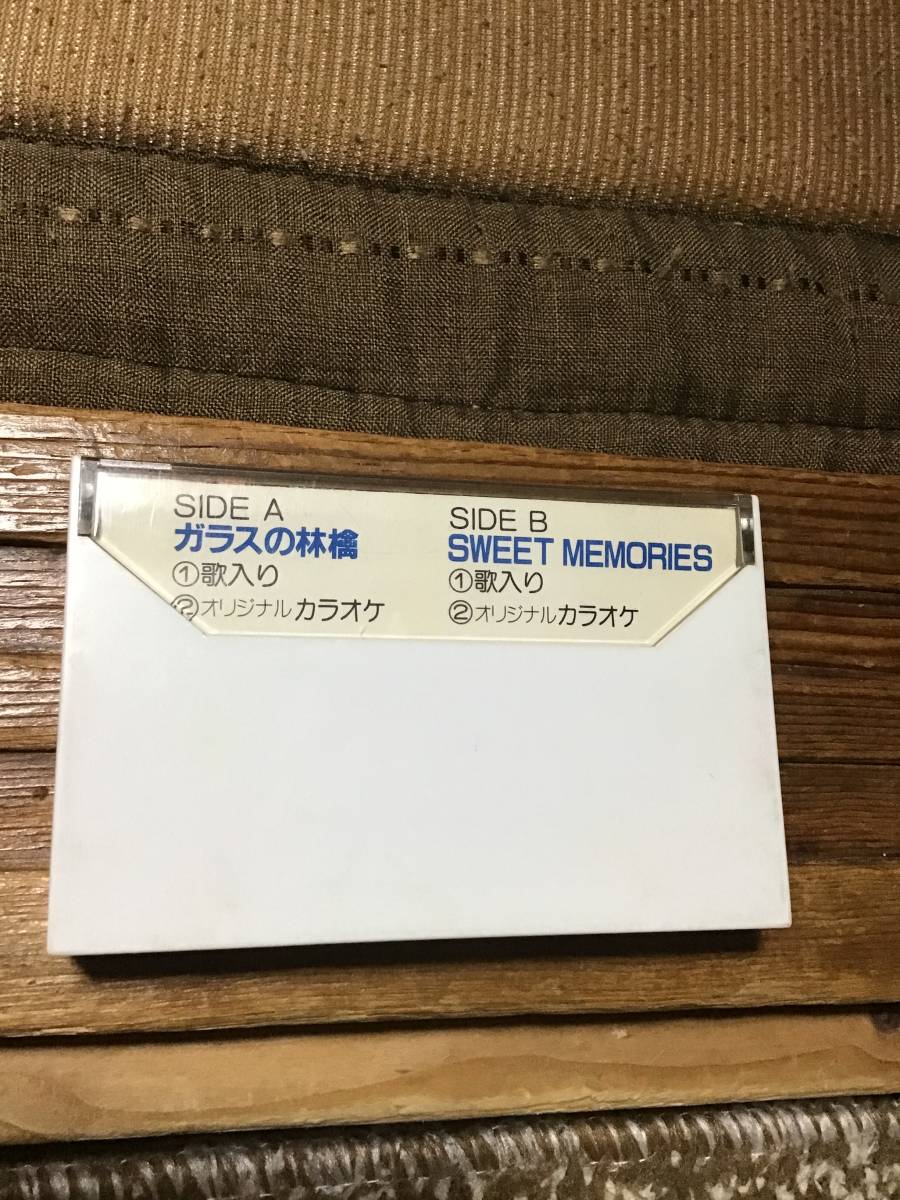 SIDE A
ガラスの林檎
①歌入り
②オリジナルカラオケ
SIDE B
SWEET MEMORIES
①歌入り
②オリジナルカラオケ